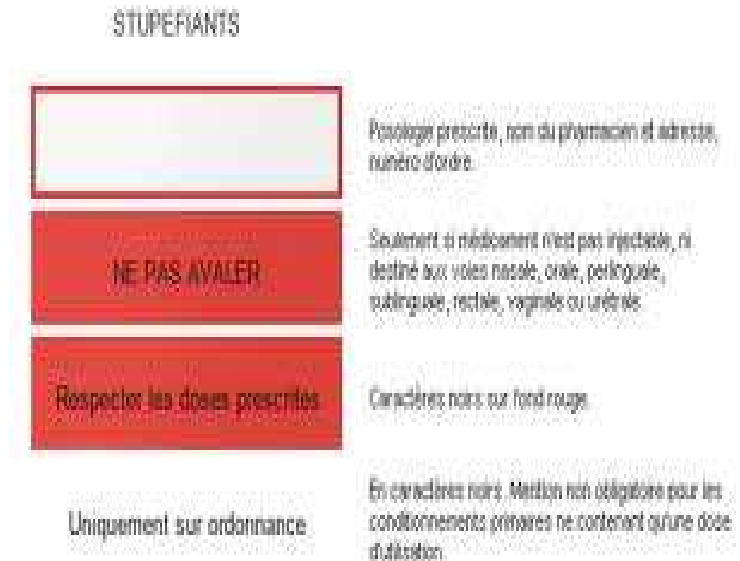 STUPEFIANTS
Posologie prescrite, nom du pharmacien et adresse,
numéro d'ordre.
NE PAS AVALER
Seulement si médicament n'est pas injectable, ni
destiné aux voies nasale, orale, perlinguale,
sublinguale, rectale, vaginale ou urétrale.
Respecter les doses prescrites
Caractères noirs sur fond rouge.
Uniquement sur ordonnance
En caractères noirs. Mention non obligatoire pour les
conditionnements primaires ne contenant qu'une dose
d'utilisation